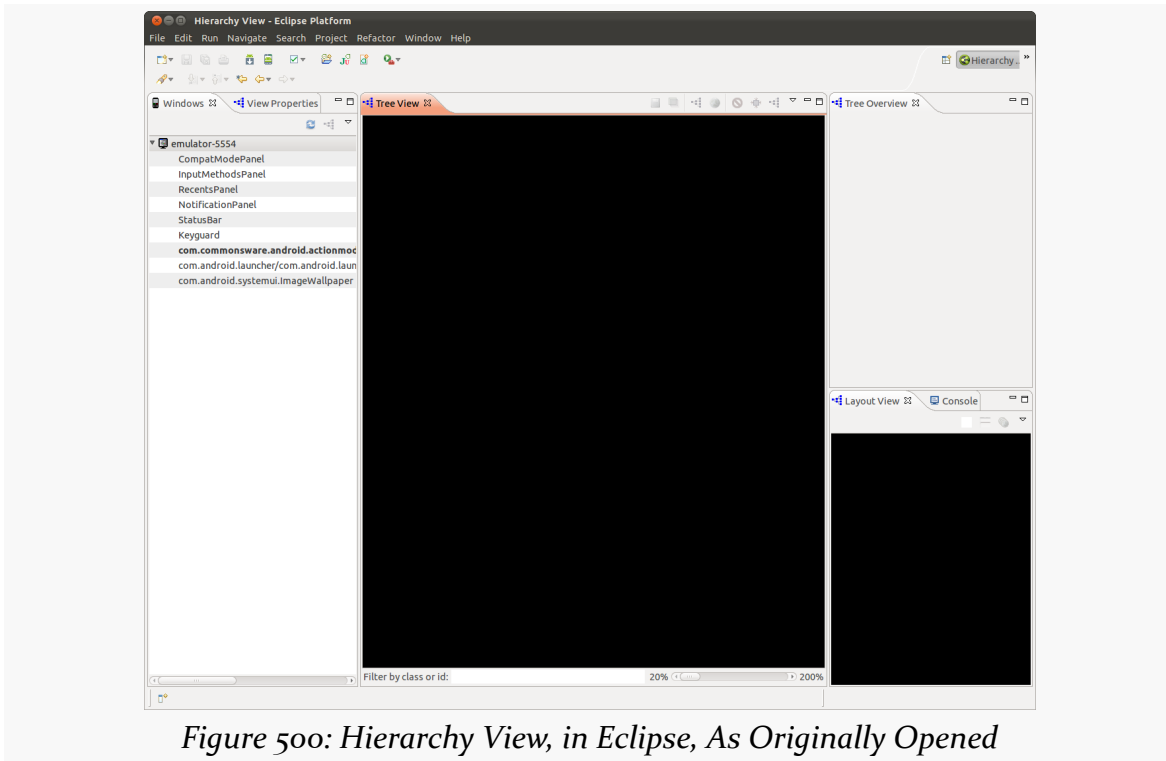 Hierarchy View - Eclipse Platform
File Edit Run Navigate Search Project Refactor Window Help
Hierarchy..
Windows
View Properties
Tree View
Tree Overview
emulator-5554
CompatModePanel
InputMethodsPanel
RecentsPanel
NotificationPanel
StatusBar
Keyguard
com.commonsware.android.actionmod
com.android.launcher/com.android.laun
com.android.systemui.ImageWallpaper
Layout View
Console
Filter by class or id:
20%
200%
Figure 500: Hierarchy View, in Eclipse, As Originally Opened